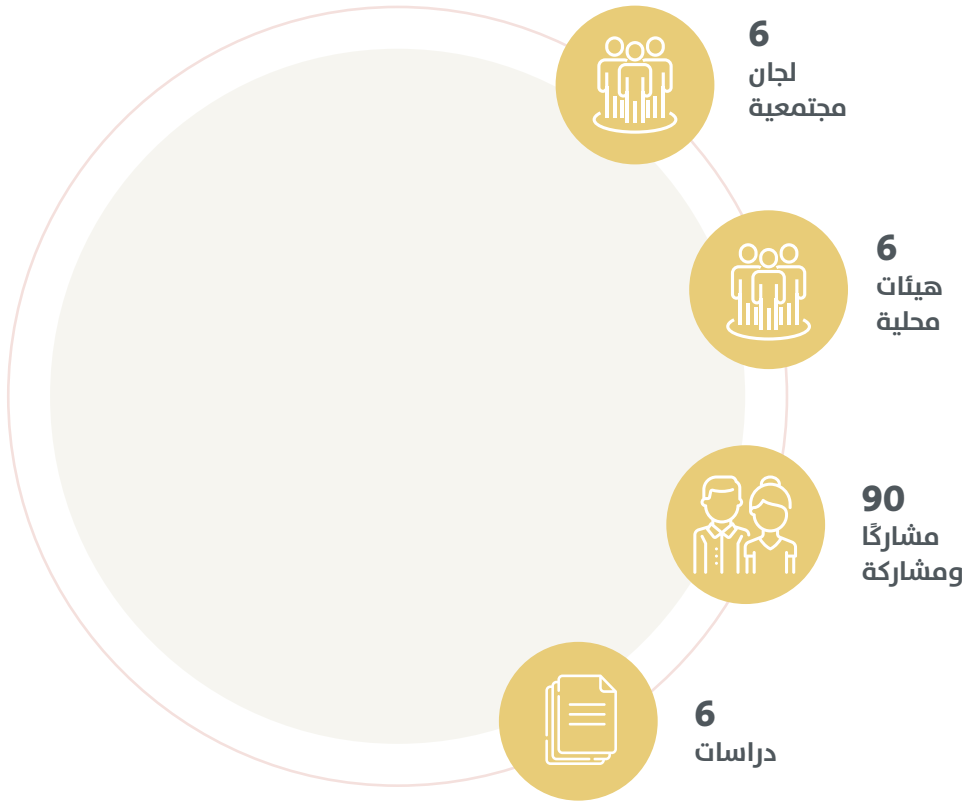 6
لجان
مجتمعية
6
هيئات
محلية
90
مشاركًا
ومشاركة
6
دراسات